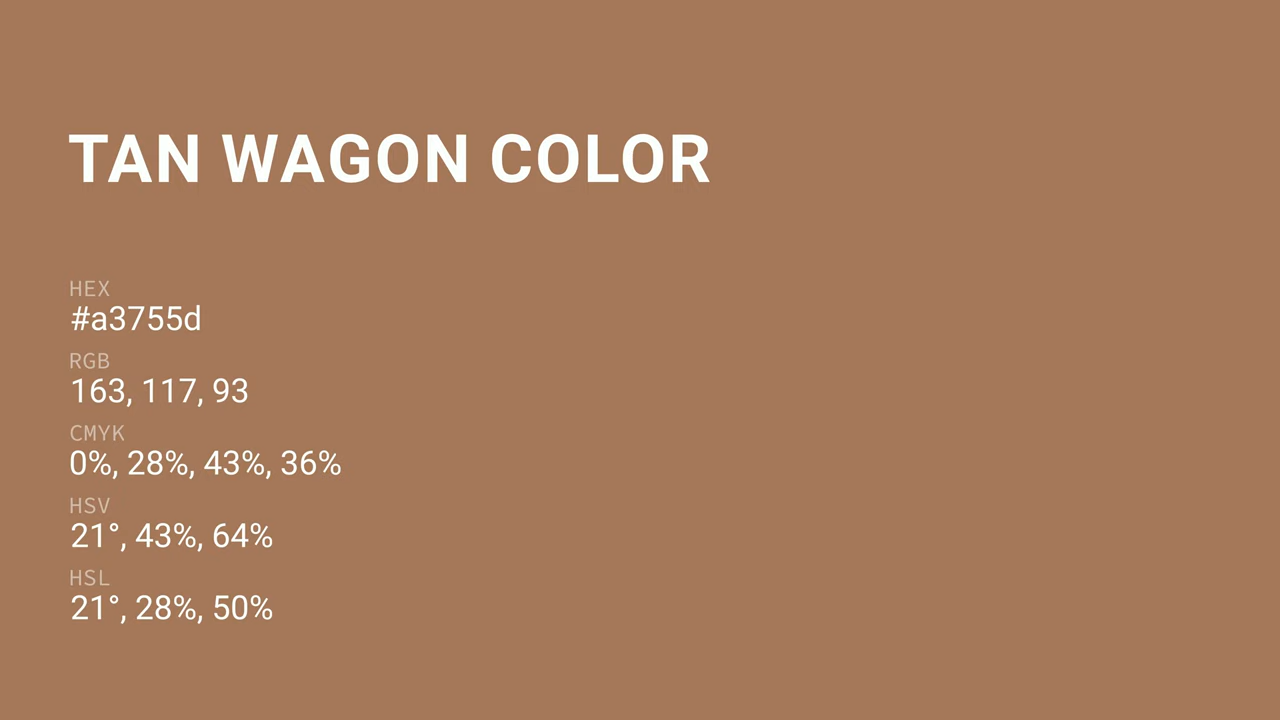 TAN WAGON COLOR
HEX
#a3755d
RGB
163, 117, 93
CMYK
0%, 28%, 43%, 36%
HSV
21°, 43%, 64%
HSL
21°, 28%, 50%